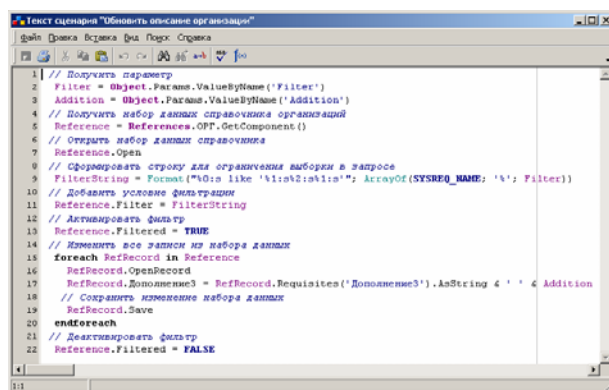 Текст сценария "Обновить описание организации"
Файл Правка Вставка Вид Поиск Справка
1 // Получить параметр
2 Filter = Object.Params.ValueByName('Filter')
3 Addition = Object.Params.ValueByName('Addition')
4 // Получить набор данных справочника организаций
5 Reference = References.ОРГ.GetComponent()
6 // Открыть набор данных справочника
7 Reference.Open
8 // Сформировать строку для ограничения выборки в запросе
9 FilterString = Format("%0:s like '%1:s%2:s%1:s'"; ArrayOf(SYSREQ_NAME; '%'; Filter))
10 // Добавить условие фильтрации
11 Reference.Filter = FilterString
12 // Активировать фильтр
13 Reference.Filtered = TRUE
14 // Изменить все записи из набора данных
15 foreach RefRecord in Reference
16 RefRecord.OpenRecord
17 RefRecord.Дополнение3 = RefRecord.Requisites('Дополнение3').AsString & ' ' & Addition
18 // Сохранить изменение набора данных
19 RefRecord.Save
20 endforeach
21 // Деактивировать фильтр
22 Reference.Filtered = FALSE
1:1